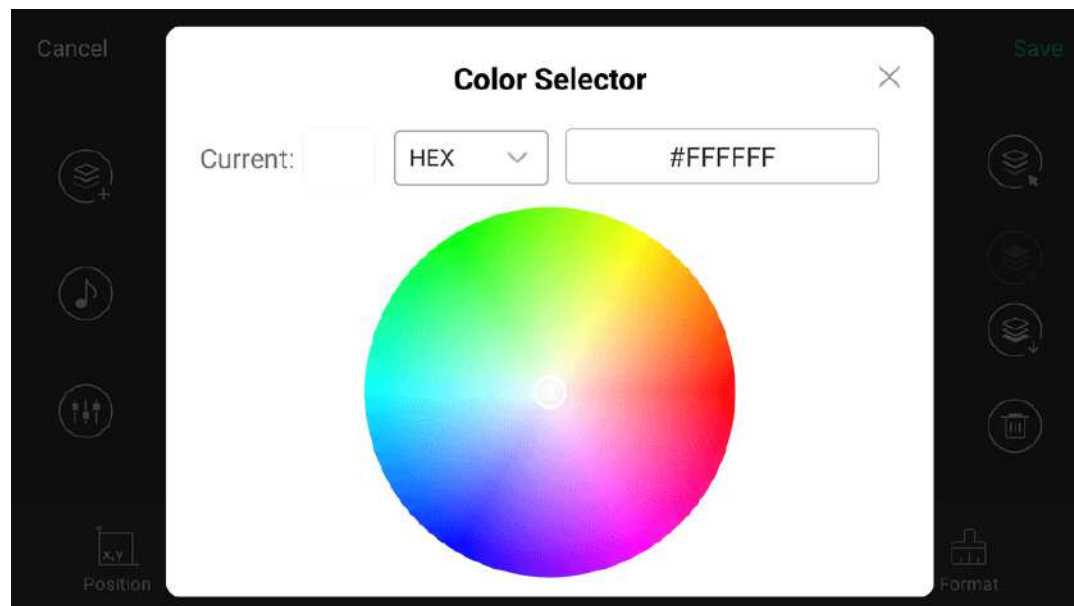 Cancel
Save
Color Selector
Current:
HEX
#FFFFFF
x,y
Position
Format